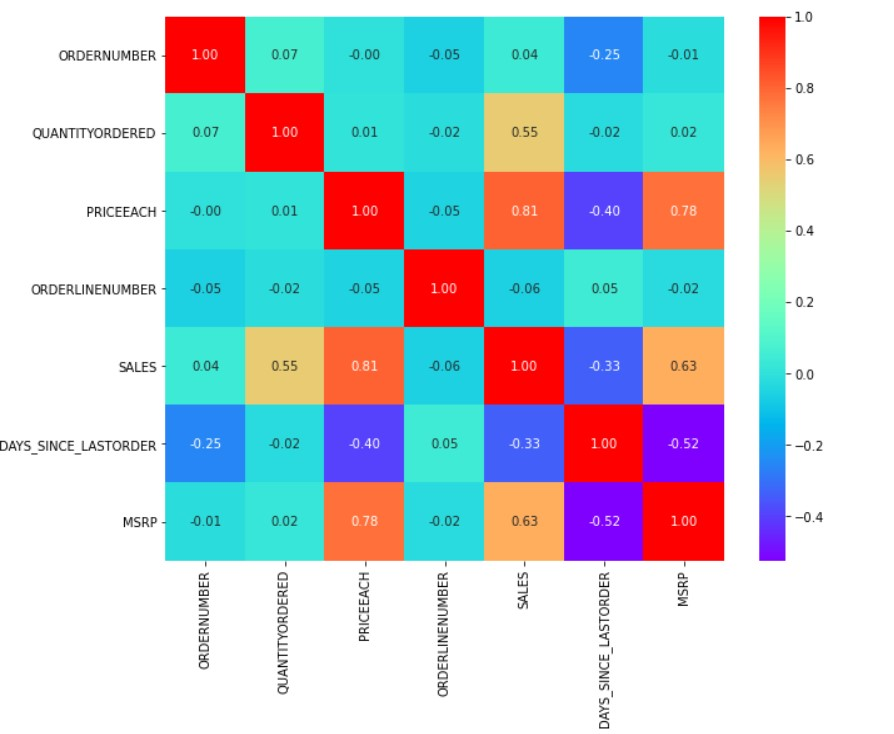 ORDERNUMBER 1.00 0.07 -0.00 -0.05 0.04 -0.25 -0.01
QUANTITYORDERED 0.07 1.00 0.01 -0.02 0.55 -0.02 0.02
PRICEEACH -0.00 0.01 1.00 -0.05 0.81 -0.40 0.78
ORDERLINENUMBER -0.05 -0.02 -0.05 1.00 -0.06 0.05 -0.02
SALES 0.04 0.55 0.81 -0.06 1.00 -0.33 0.63
DAYS_SINCE_LASTORDER -0.25 -0.02 -0.40 0.05 -0.33 1.00 -0.52
MSRP -0.01 0.02 0.78 -0.02 0.63 -0.52 1.00
ORDERNUMBER
QUANTITYORDERED
PRICEEACH
ORDERLINENUMBER
SALES
DAYS_SINCE_LASTORDER
MSRP
1.0
0.8
0.6
0.4
0.2
0.0
−0.2
−0.4